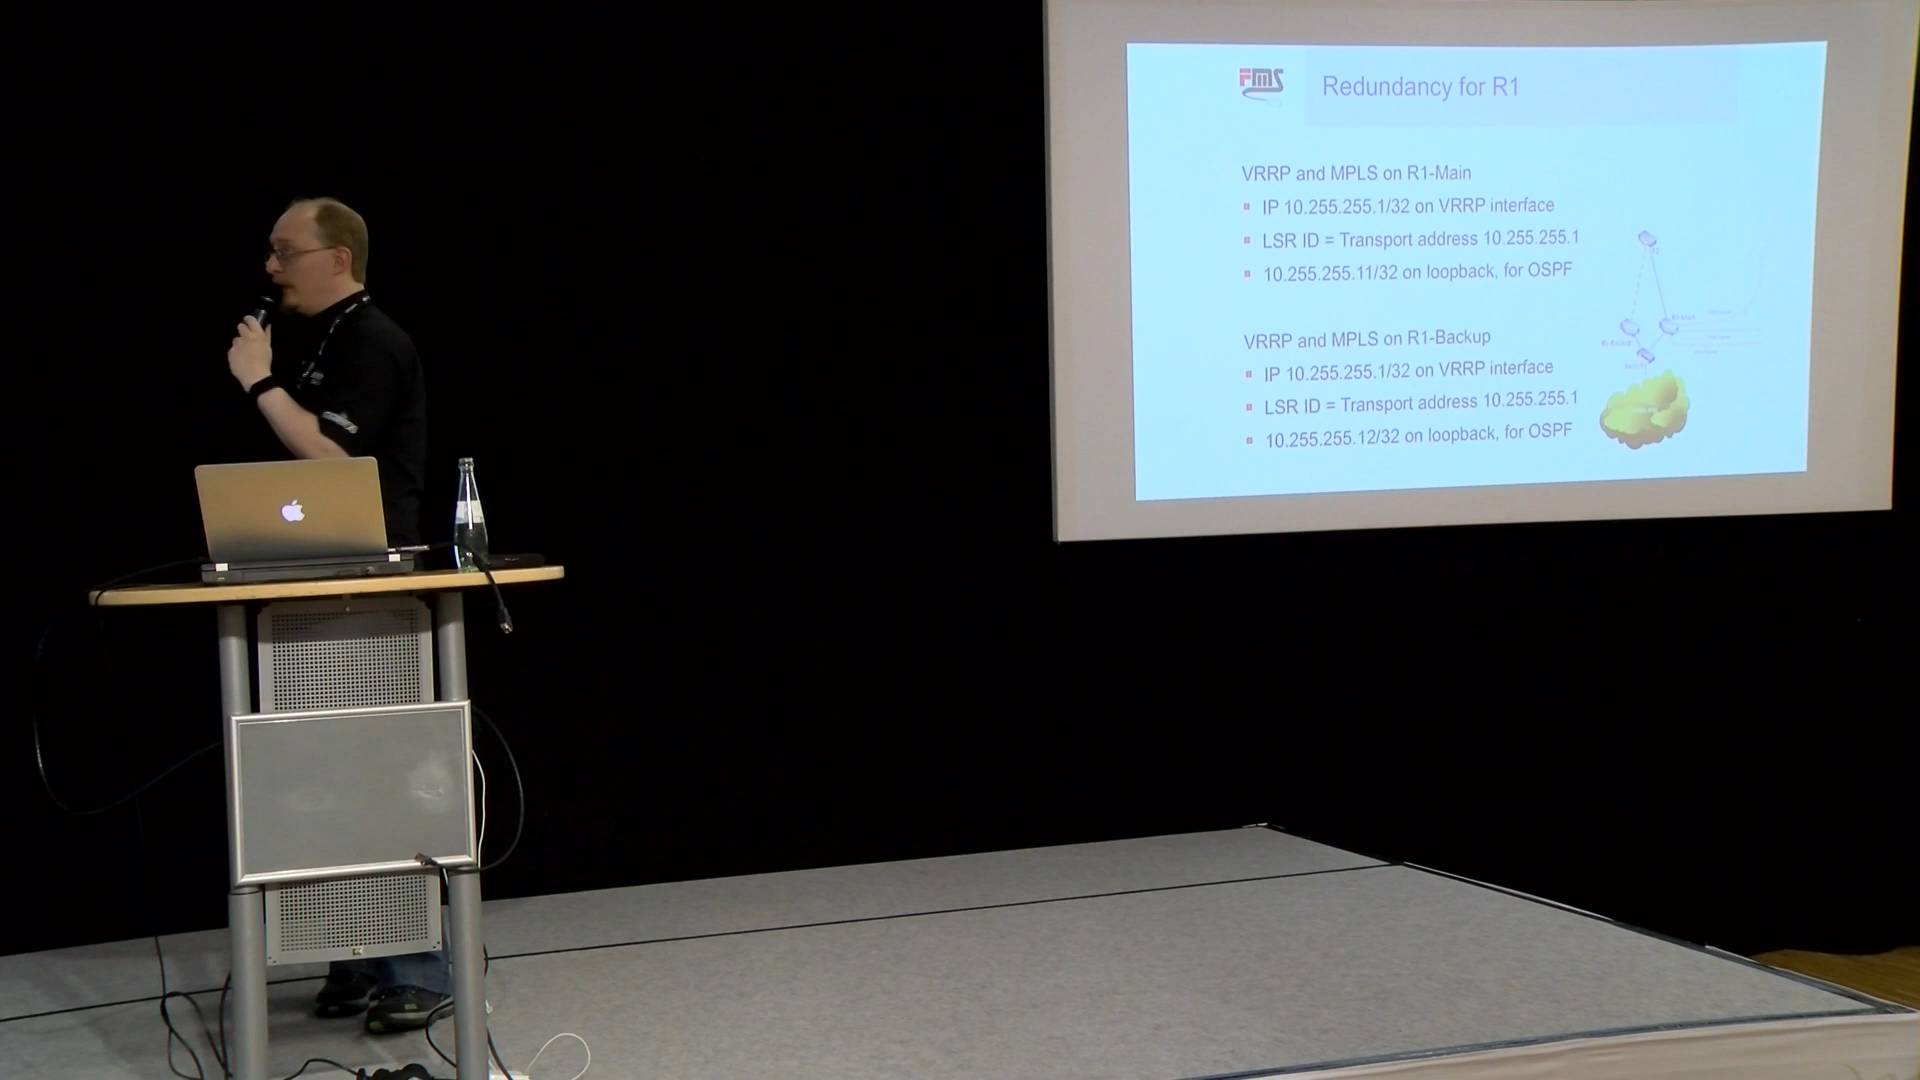 FMS
Redundancy for R1
VRRP and MPLS on R1-Main
IP 10.255.255.1/32 on VRRP interface
LSR ID = Transport address 10.255.255.1
10.255.255.11/32 on loopback, for OSPF
VRRP and MPLS on R1-Backup
IP 10.255.255.1/32 on VRRP interface
LSR ID = Transport address 10.255.255.1
10.255.255.12/32 on loopback, for OSPF